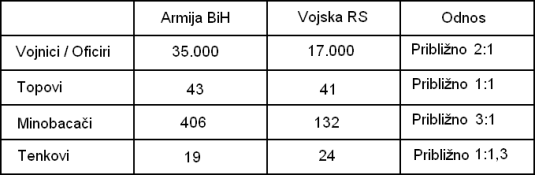 Armija BiH Vojska RS Odnos
Vojnici / Oficiri 35.000 17.000 Približno 2:1
Topovi 43 41 Približno 1:1
Minobacači 406 132 Približno 3:1
Tenkovi 19 24 Približno 1:1,3